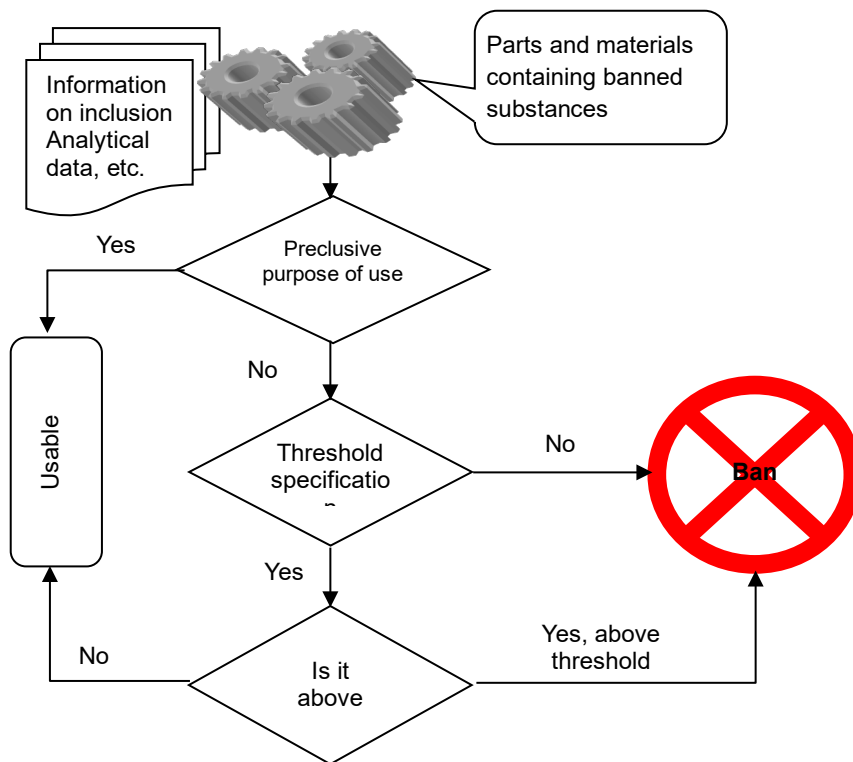 Information
on inclusion
Analytical
data, etc.
Parts and materials
containing banned
substances
Yes
Preclusive
purpose of use
No
Usable
Threshold
specificatio
No
Ban
Yes
Yes, above
threshold
No
Is it
above